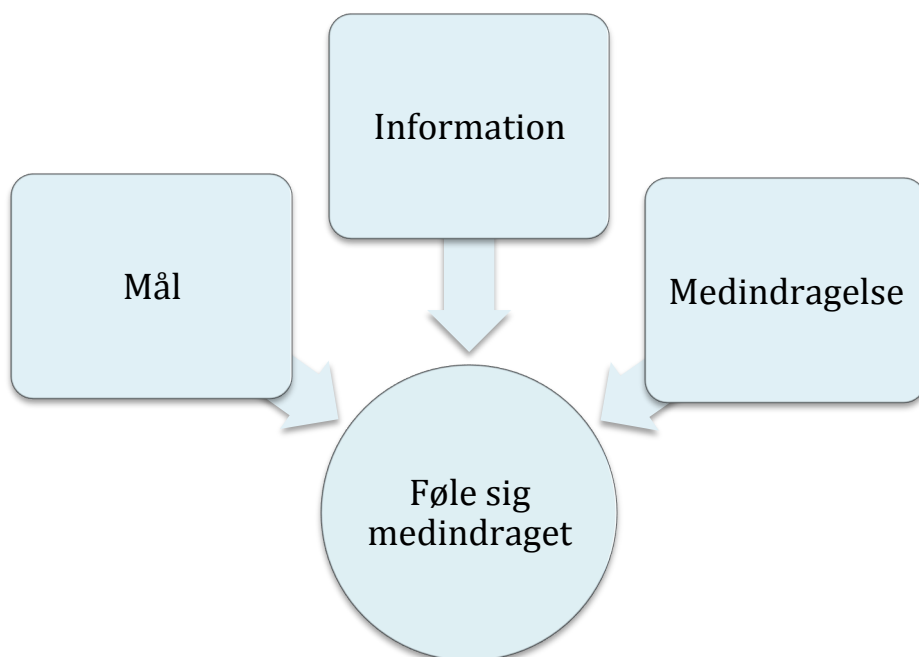 Information
Mål
Medindragelse
Føle sig
medindraget